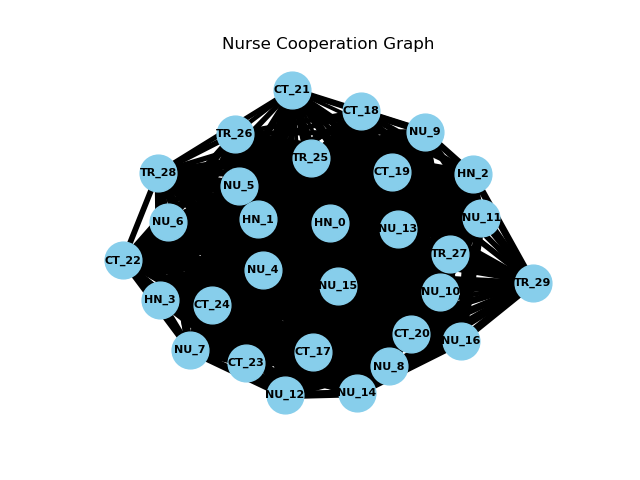 Nurse Cooperation Graph
CT_21
CT_18
NU_9
TR_26
TR_25
CT_19
HN_2
TR_28
NU_5
NU_6
HN_1
HN_0
NU_13
NU_11
TR_27
CT_22
NU_4
NU_15
NU_10
TR_29
HN_3
CT_24
CT_20
NU_16
NU_7
CT_23
CT_17
NU_8
NU_12
NU_14